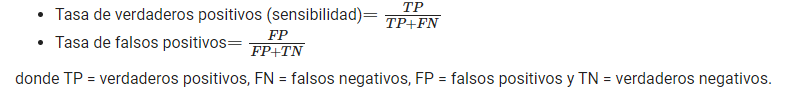 • Tasa de verdaderos positivos (sensibilidad)= $\frac{TP}{TP+FN}$
• Tasa de falsos positivos= $\frac{FP}{FP+TN}$
donde TP = verdaderos positivos, FN = falsos negativos, FP = falsos positivos y TN = verdaderos negativos.